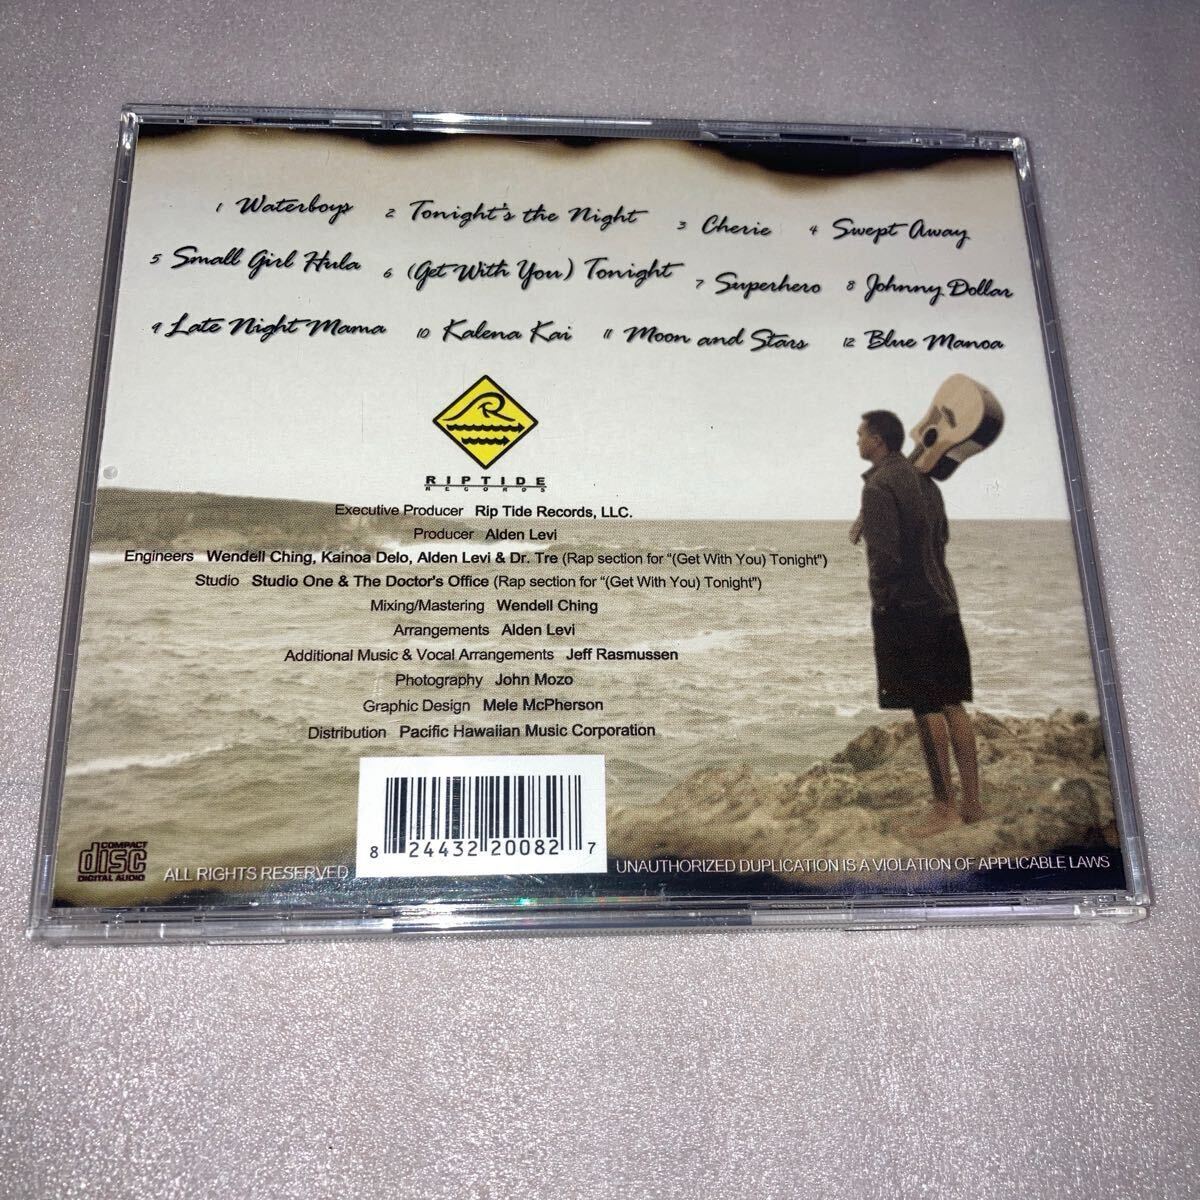 1 Waterboys 2 Tonight's the Night 3 Cherie 4 Swept Away
5 Small Girl Hula 6 (Get With You) Tonight 7 Superhero 8 Johnny Dollar
9 Late Night Mama 10 Kalena Kai 11 Moon and Stars 12 Blue Manoa
R
RIPTIDE
RECORDS
Executive Producer Rip Tide Records, LLC.
Producer Alden Levi
Engineers Wendell Ching, Kainoa Delo, Alden Levi & Dr. Tre (Rap section for "(Get With You) Tonight")
Studio Studio One & The Doctor's Office (Rap section for "(Get With You) Tonight")
Mixing/Mastering Wendell Ching
Arrangements Alden Levi
Additional Music & Vocal Arrangements Jeff Rasmussen
Photography John Mozo
Graphic Design Mele McPherson
Distribution Pacific Hawaiian Music Corporation
8 24432 20082 7
COMPACT
disc
DIGITAL AUDIO
ALL RIGHTS RESERVED
UNAUTHORIZED DUPLICATION IS A VIOLATION OF APPLICABLE LAWS